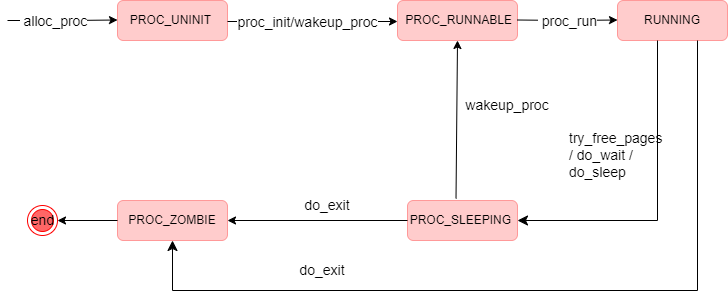 alloc_proc
PROC_UNINIT
proc_init/wakeup_proc
PROC_RUNNABLE
proc_run
RUNNING
wakeup_proc
try_free_pages
/ do_wait /
do_sleep
end
PROC_ZOMBIE
do_exit
PROC_SLEEPING
do_exit